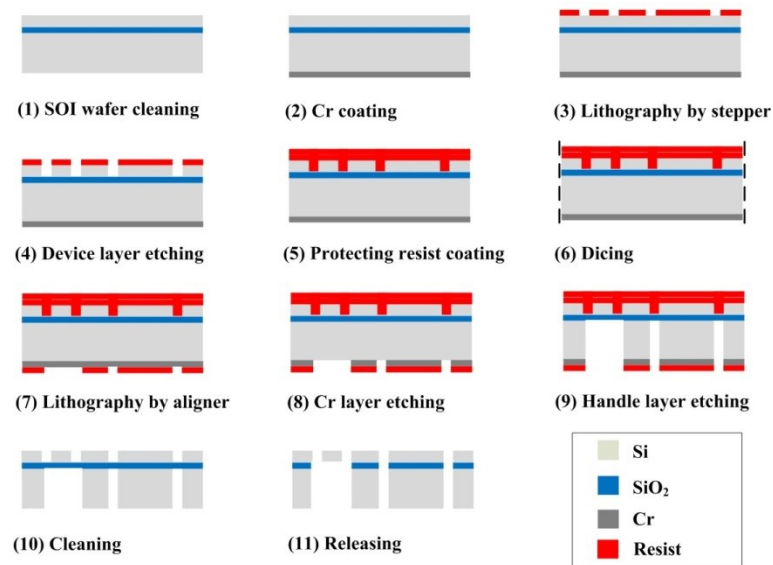 (1) SOI wafer cleaning
(2) Cr coating
(3) Lithography by stepper
(4) Device layer etching
(5) Protecting resist coating
(6) Dicing
(7) Lithography by aligner
(8) Cr layer etching
(9) Handle layer etching
(10) Cleaning
(11) Releasing
Si
SiO₂
Cr
Resist